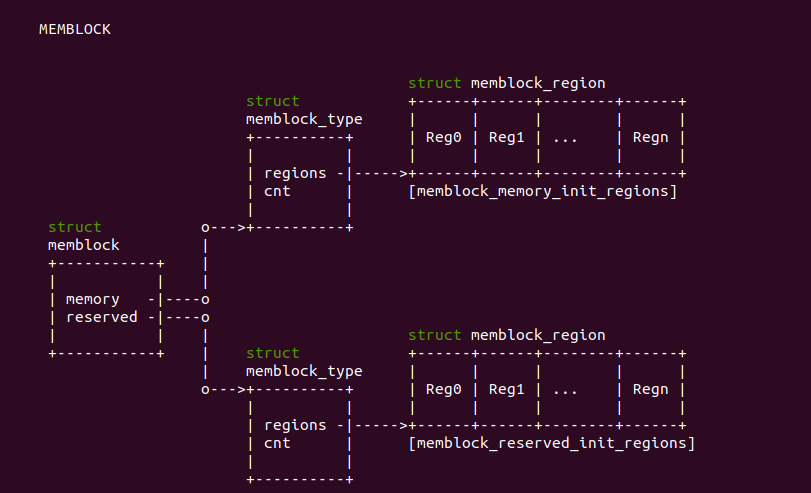 MEMBLOCK
struct memblock_region
struct
memblock_type
Reg0 Reg1 ... Regn
regions
cnt
[memblock_memory_init_regions]
struct
memblock
memory
reserved
struct memblock_region
struct
memblock_type
Reg0 Reg1 ... Regn
regions
cnt
[memblock_reserved_init_regions]